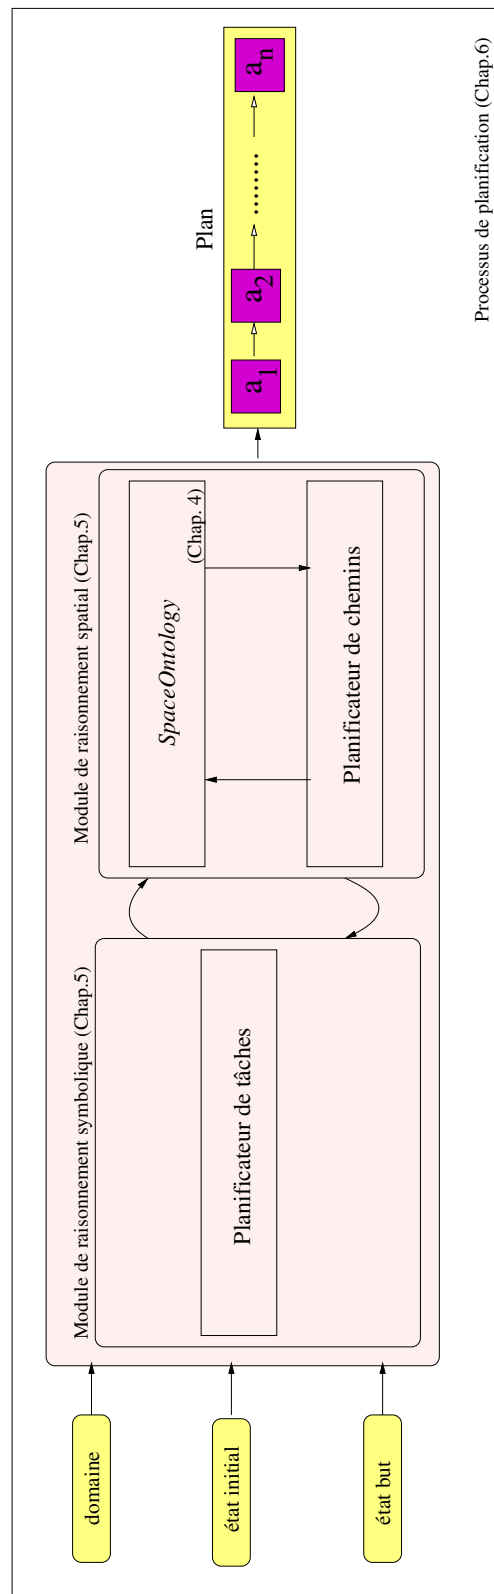 Processus de planification (Chap.6)
domaine
état initial
état but
Module de raisonnement symbolique (Chap.5)
Planificateur de tâches
Module de raisonnement spatial (Chap.5)
SpaceOntology
(Chap. 4)
Planificateur de chemins
Plan
a1
a2
........
an